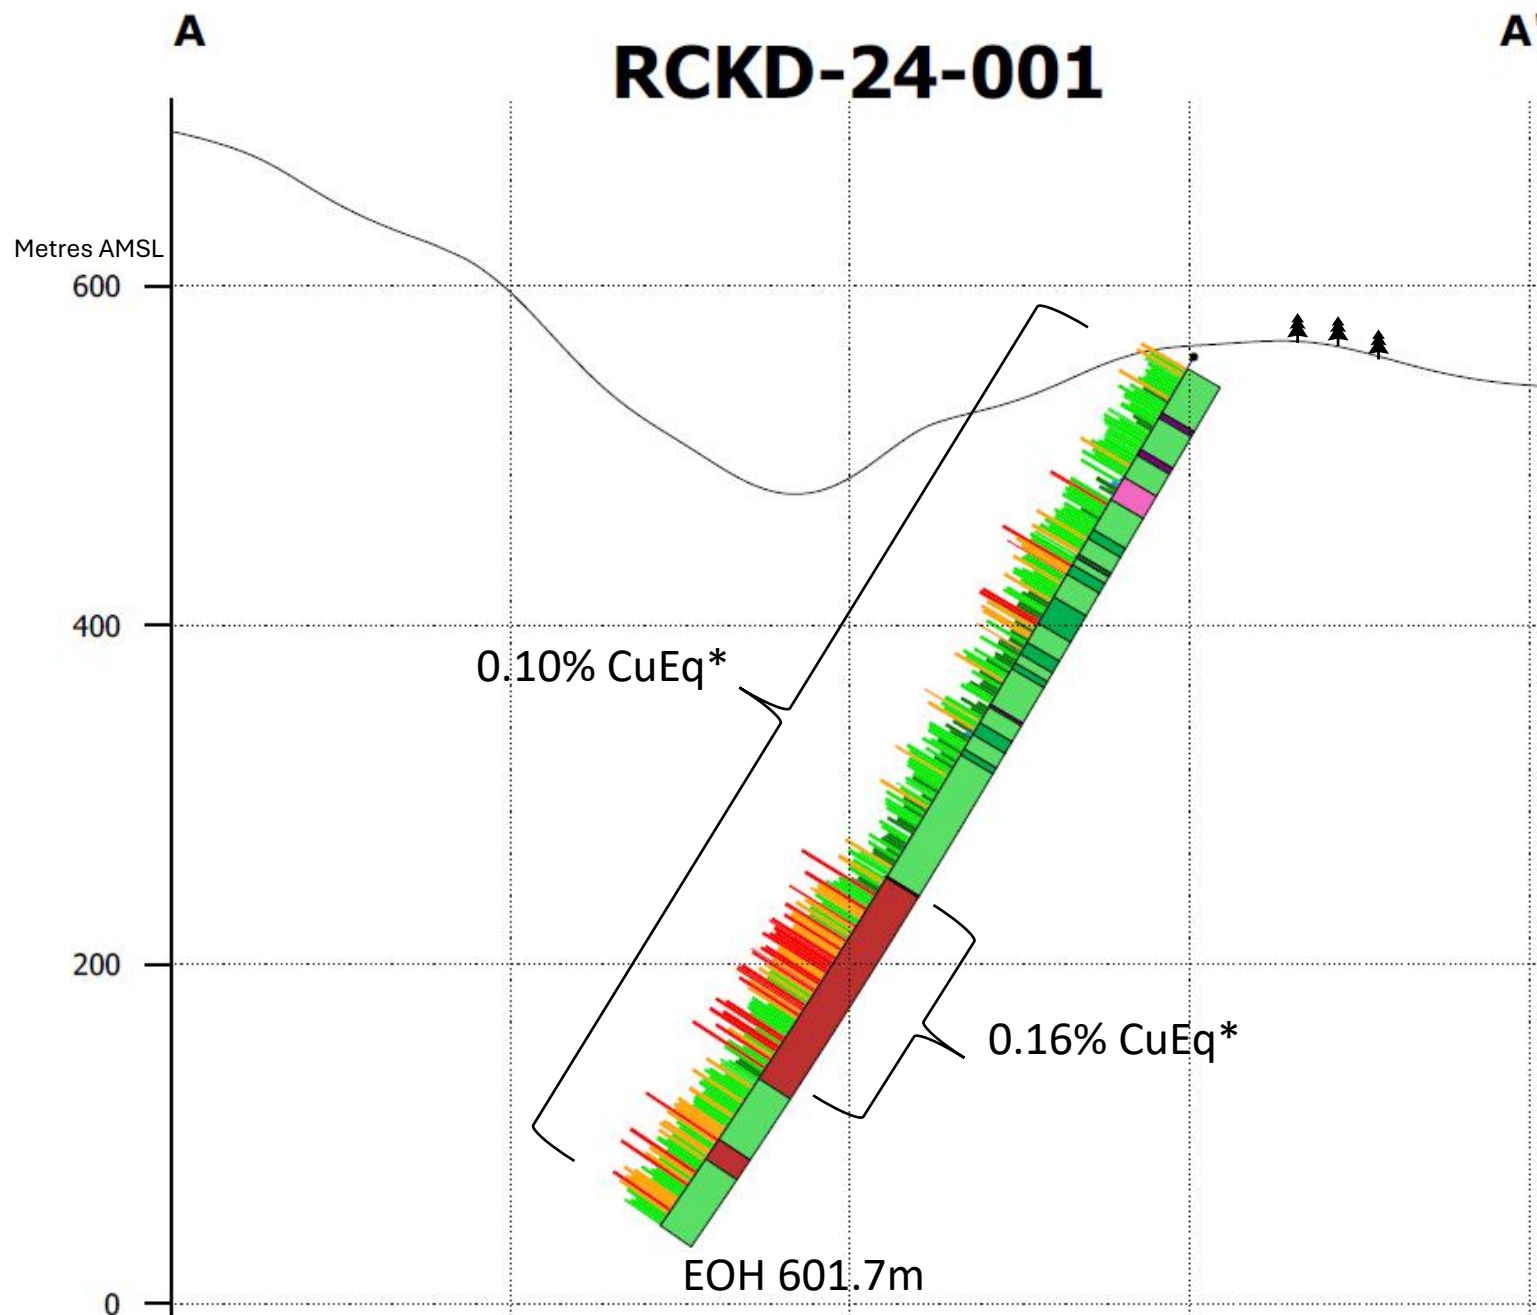 A
A'
RCKD-24-001
Metres AMSL
600
400
0.10% CuEq*
200
0.16% CuEq*
EOH 601.7m
0